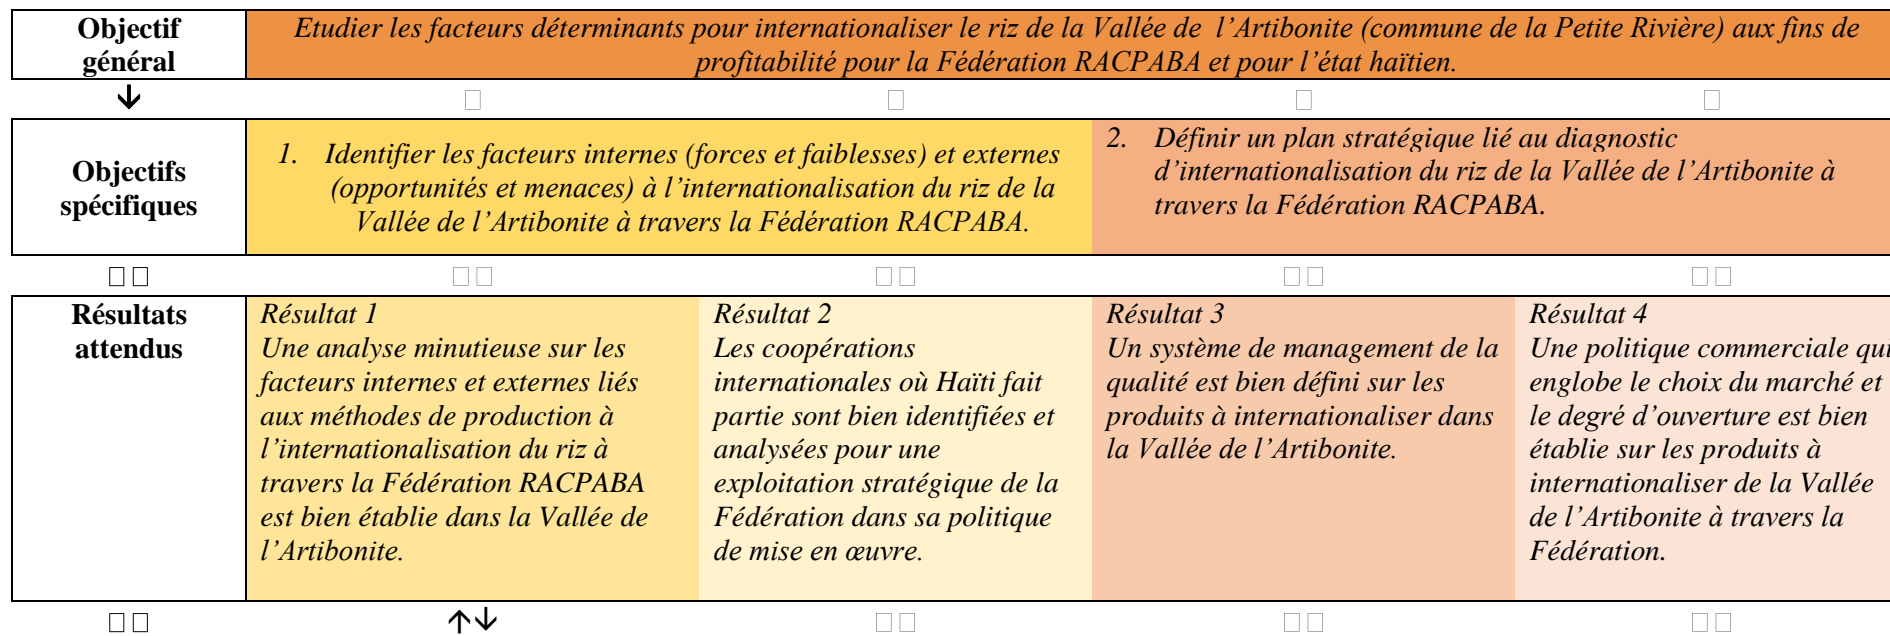 Objectif
général
Etudier les facteurs déterminants pour internationaliser le riz de la Vallée de l’Artibonite (commune de la Petite Rivière) aux fins de
profitabilité pour la Fédération RACPABA et pour l’état haïtien.
↓ □ □ □ □
Objectifs
spécifiques
1. Identifier les facteurs internes (forces et faiblesses) et externes
(opportunités et menaces) à l’internationalisation du riz de la
Vallée de l’Artibonite à travers la Fédération RACPABA.
2. Définir un plan stratégique lié au diagnostic
d’internationalisation du riz de la Vallée de l’Artibonite à
travers la Fédération RACPABA.
□□ □□ □□ □□ □□
Résultats
attendus
Résultat 1
Une analyse minutieuse sur les
facteurs internes et externes liés
aux méthodes de production à
l’internationalisation du riz à
travers la Fédération RACPABA
est bien établie dans la Vallée de
l’Artibonite.
Résultat 2
Les coopérations
internationales où Haïti fait
partie sont bien identifiées et
analysées pour une
exploitation stratégique de la
Fédération dans sa politique
de mise en œuvre.
Résultat 3
Un système de management de la
qualité est bien défini sur les
produits à internationaliser dans
la Vallée de l’Artibonite.
Résultat 4
Une politique commerciale qui
englobe le choix du marché et
le degré d’ouverture est bien
établie sur les produits à
internationaliser de la Vallée
de l’Artibonite à travers la
Fédération.
□□ ↑↓ □□ □□ □□